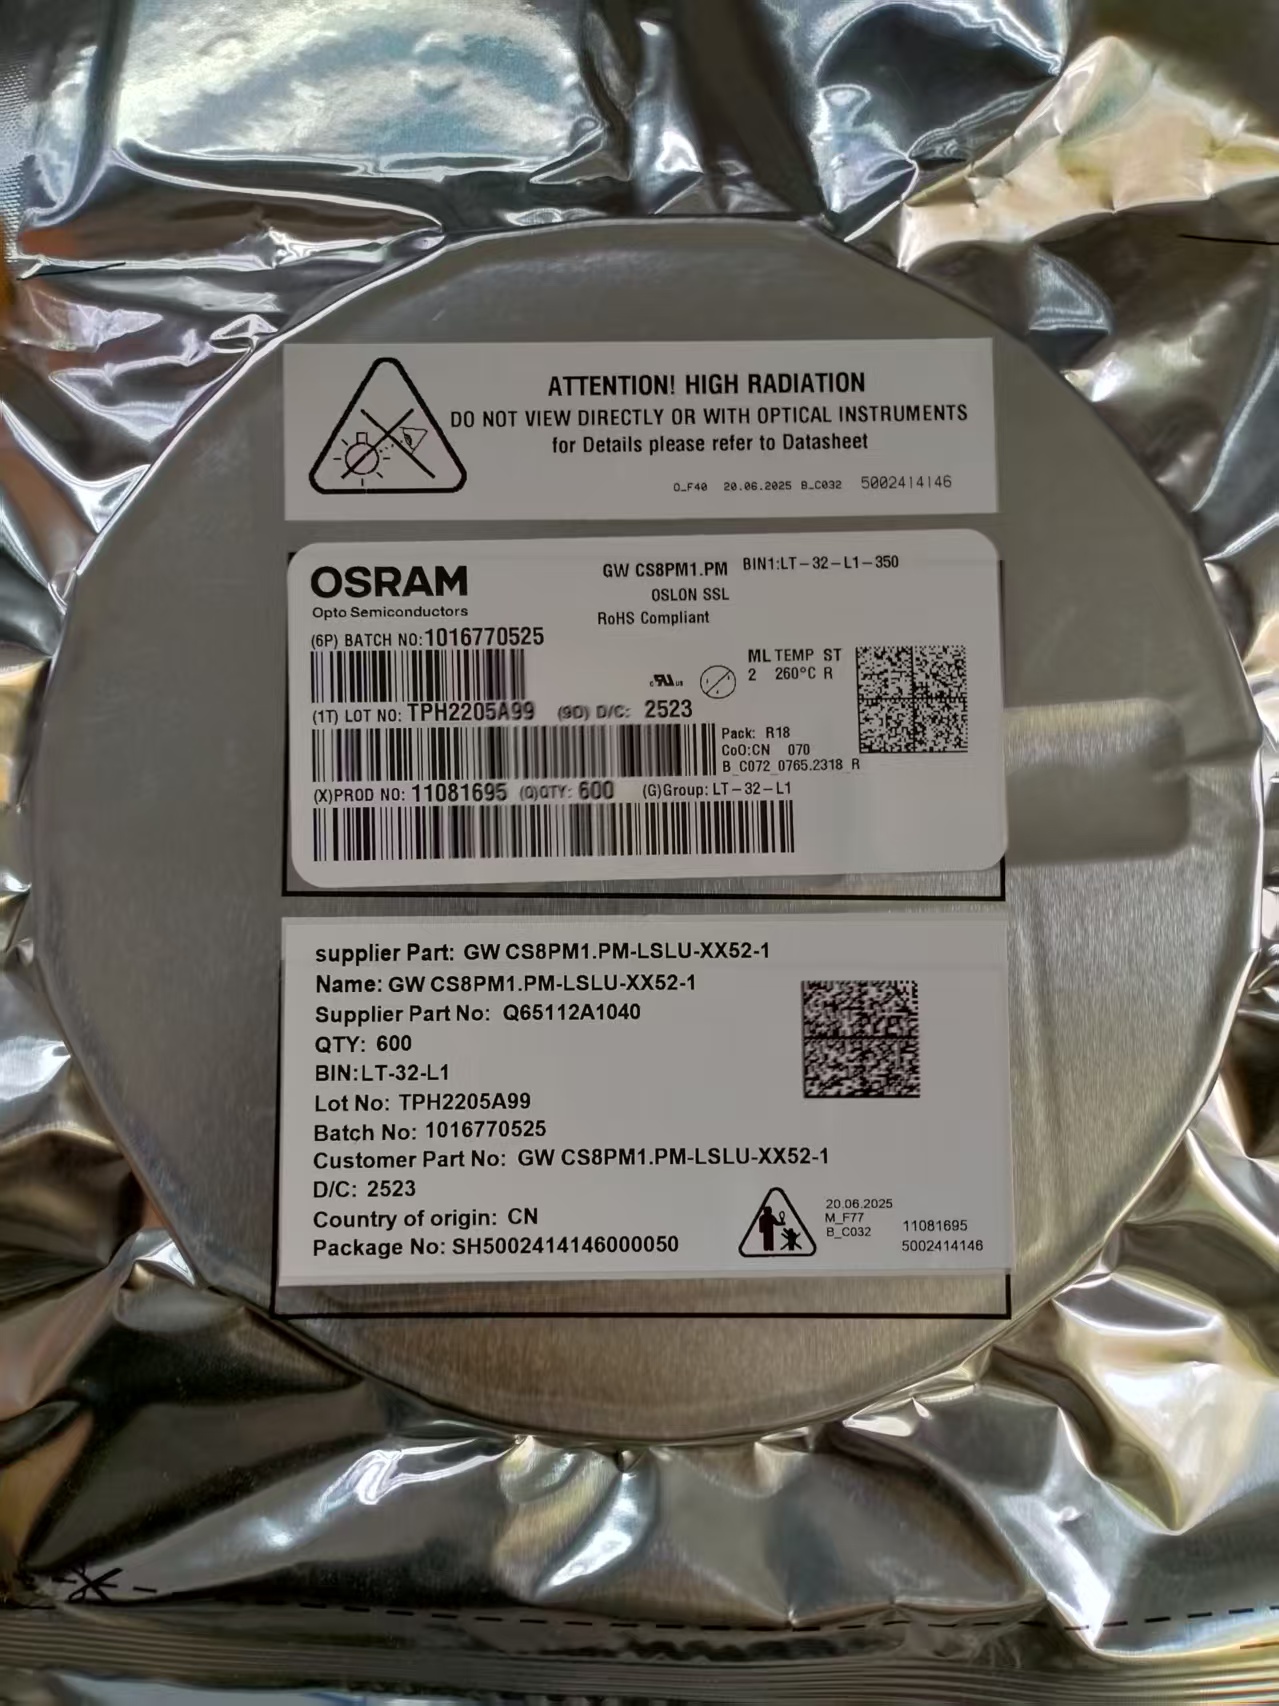 ATTENTION! HIGH RADIATION
DO NOT VIEW DIRECTLY OR WITH OPTICAL INSTRUMENTS
for Details please refer to Datasheet
O_F40 20.06.2025 B_C032 5002414146
OSRAM
Opto Semiconductors
GW CS8PM1.PM BIN1:LT-32-L1-350
OSLON SSL
RoHS Compliant
(6P) BATCH NO:1016770525
ML TEMP ST
2 260°C R
(1T) LOT NO: TPH2205A99 (9D) D/C: 2523
Pack: R18
CoO:CN 070
B_C072_0765.2318_R
(X)PROD NO: 11081695 (Q)QTY: 600 (G)Group: LT-32-L1
supplier Part: GW CS8PM1.PM-LSLU-XX52-1
Name: GW CS8PM1.PM-LSLU-XX52-1
Supplier Part No: Q65112A1040
QTY: 600
BIN:LT-32-L1
Lot No: TPH2205A99
Batch No: 1016770525
Customer Part No: GW CS8PM1.PM-LSLU-XX52-1
D/C: 2523
Country of origin: CN
Package No: SH5002414146000050
20.06.2025
M_F77
B_C032
11081695
5002414146